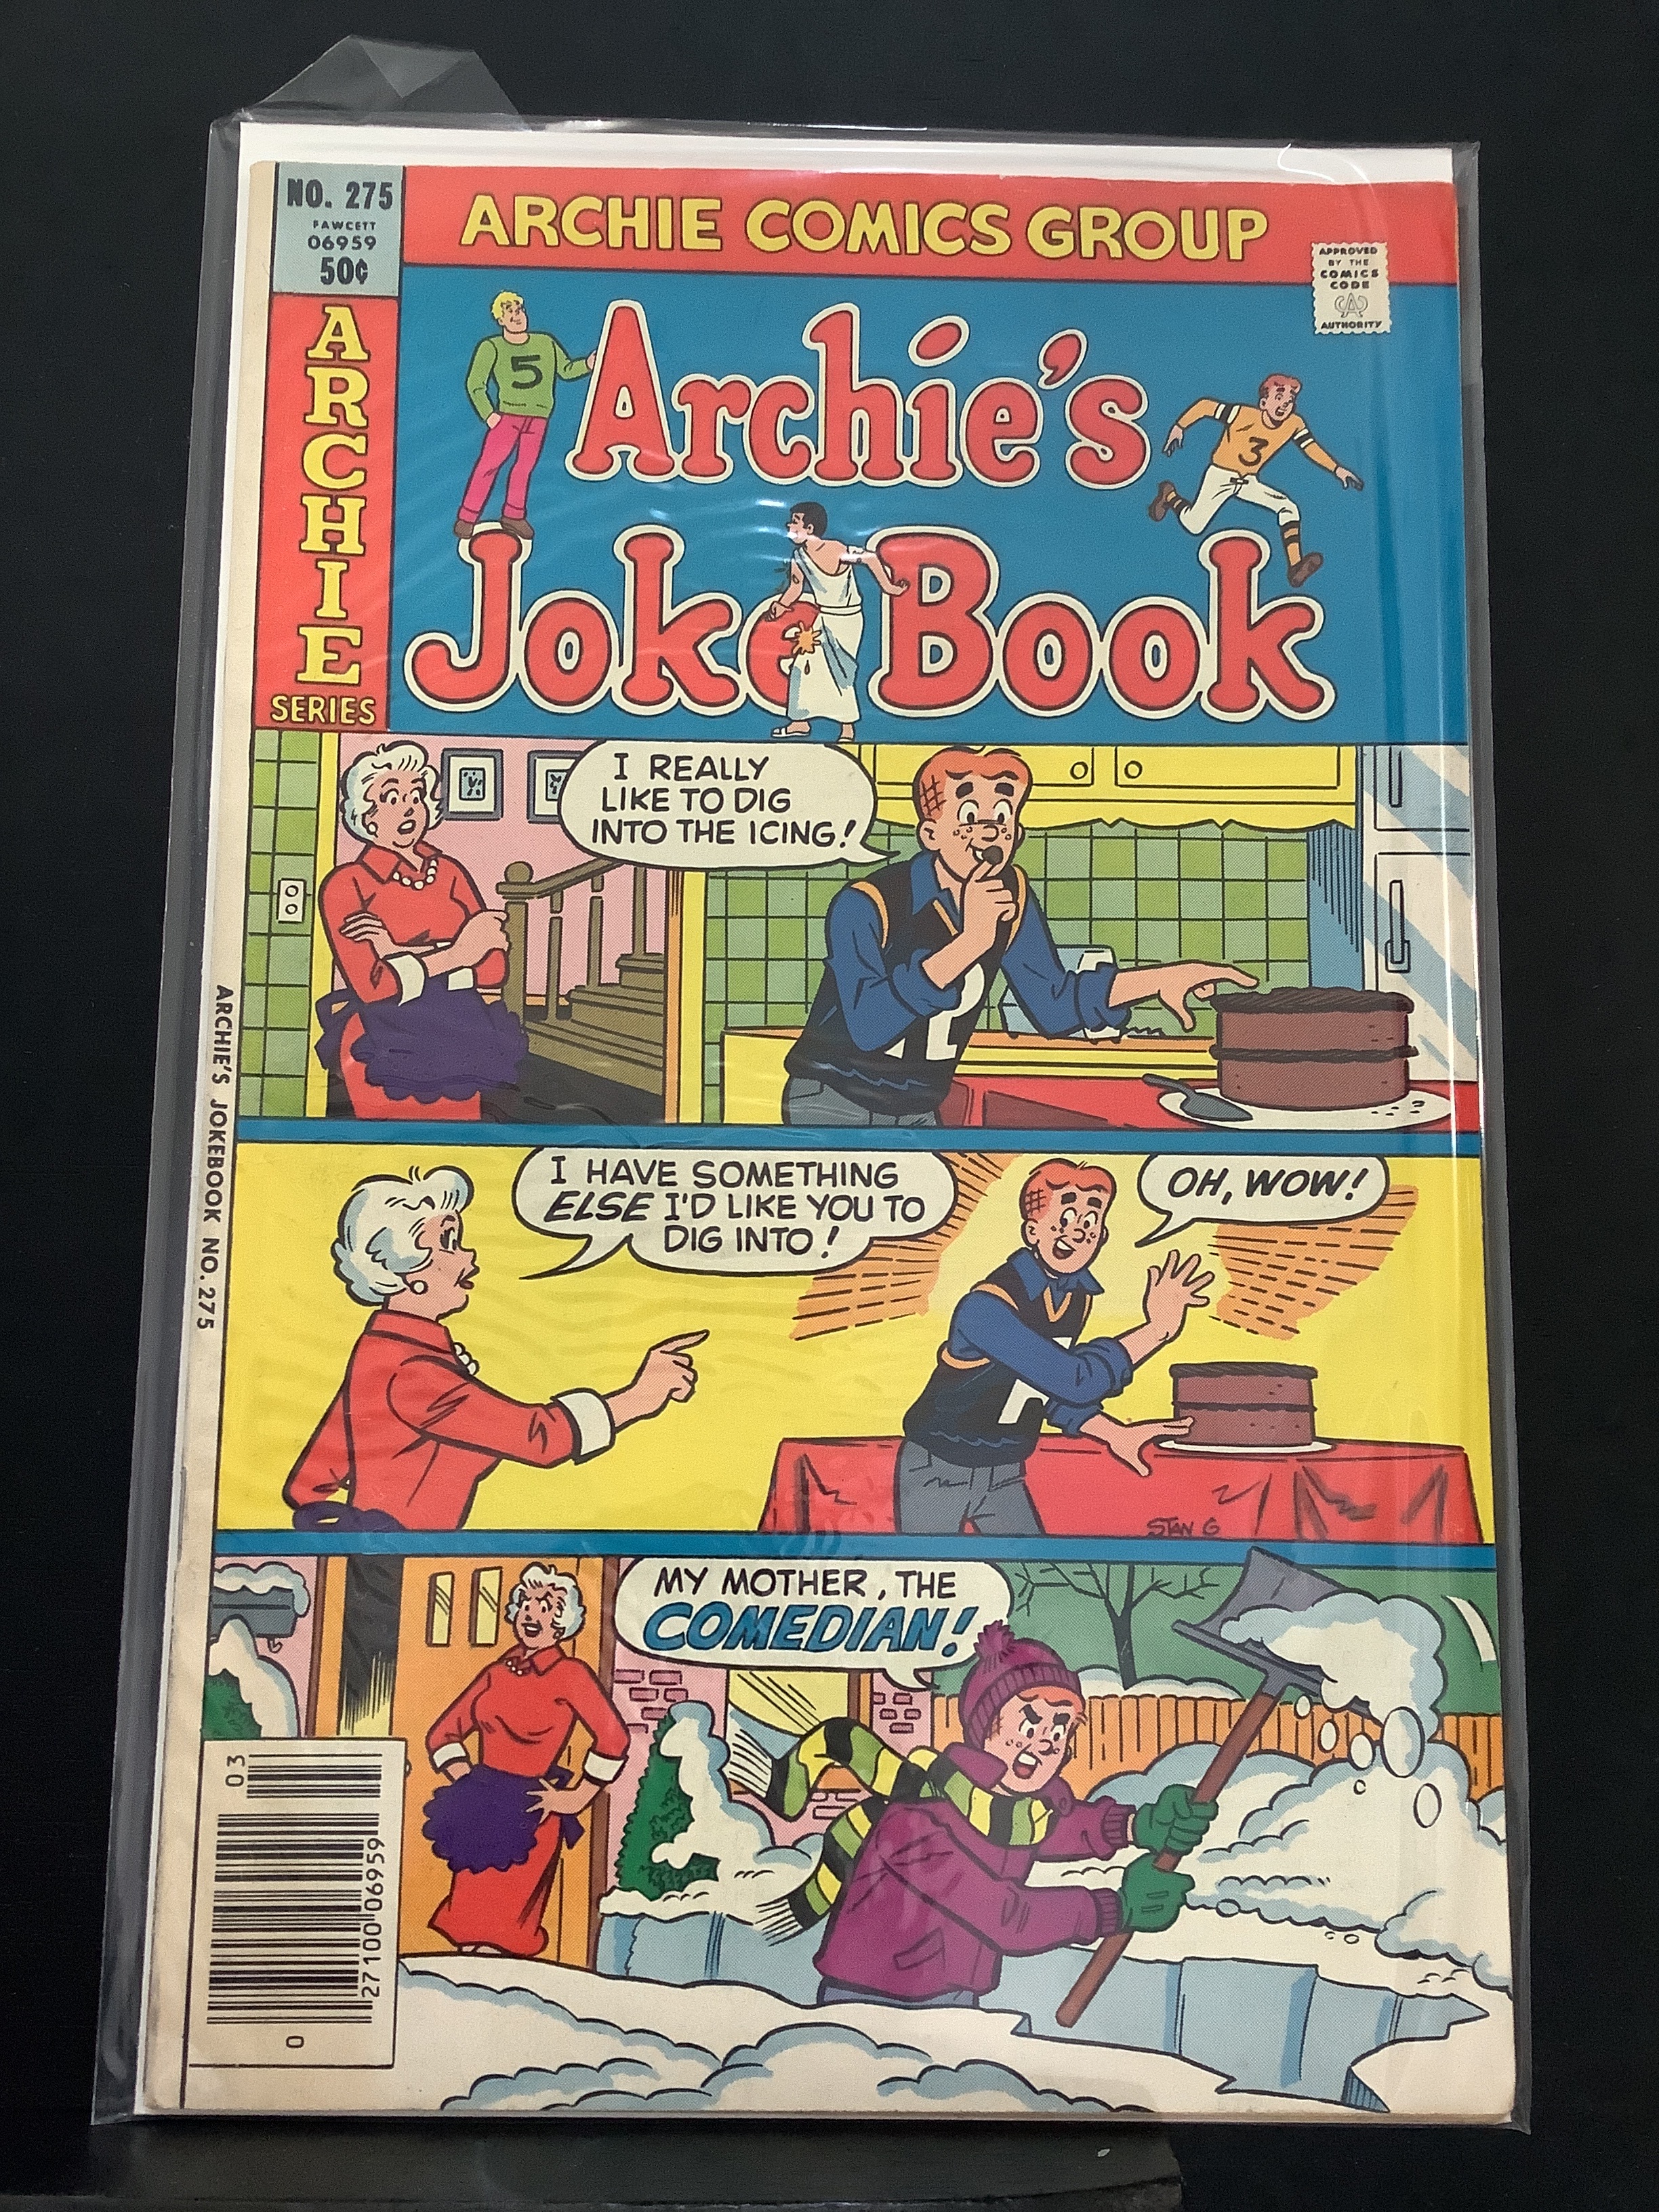 NO. 275
FAWCETT
06959
50¢
ARCHIE
SERIES
ARCHIE COMICS GROUP
APPROVED
BY THE
COMICS
CODE
CA
AUTHORITY
5
3
Archie's
Joke Book
I REALLY
LIKE TO DIG
INTO THE ICING!
I HAVE SOMETHING
ELSE I'D LIKE YOU TO
DIG INTO!
OH, WOW!
STAN G
MY MOTHER, THE
COMEDIAN!
ARCHIE'S JOKEBOOK NO. 275
03
27100 06959
0